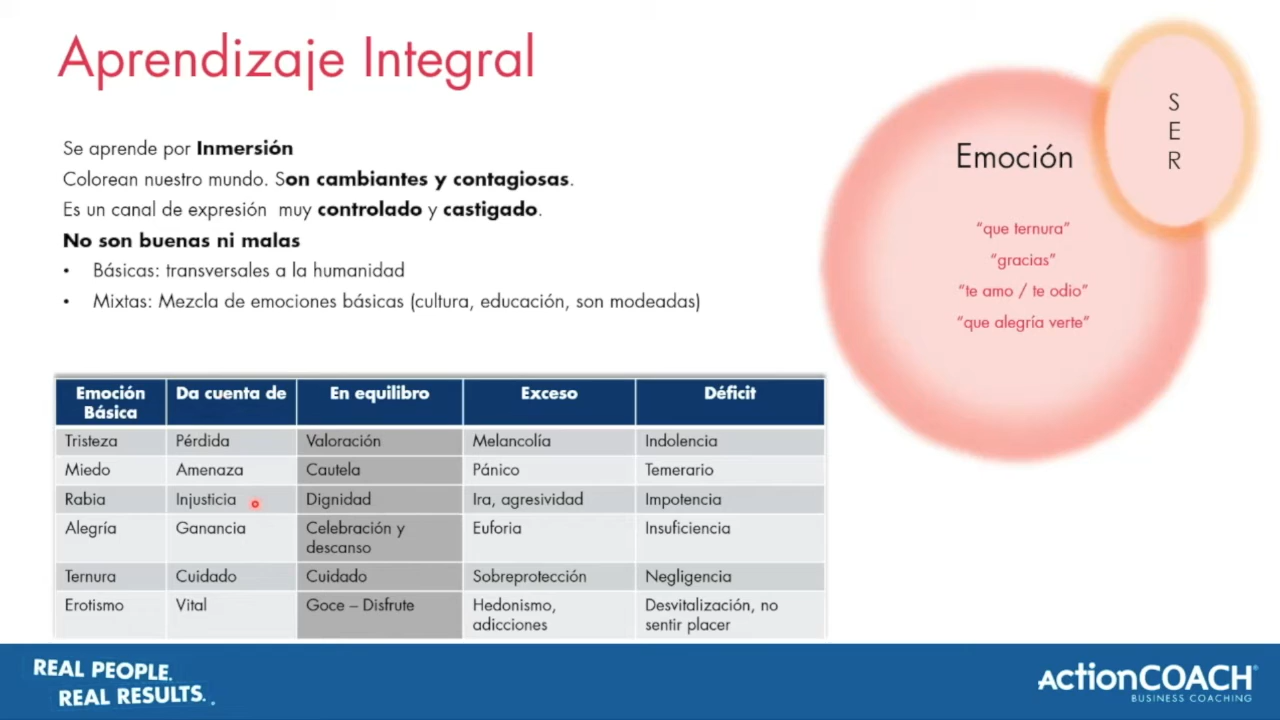 Aprendizaje Integral
Se aprende por Inmersión
Colorean nuestro mundo. Son cambiantes y contagiosas.
Es un canal de expresión muy controlado y castigado.
No son buenas ni malas
• Básicas: transversales a la humanidad
• Mixtas: Mezcla de emociones básicas (cultura, educación, son modeadas)
S
E
R
Emoción
“que ternura”
“gracias”
“te amo / te odio”
“que alegría verte”
Emoción Básica | Da cuenta de | En equilibro | Exceso | Déficit
Tristeza | Pérdida | Valoración | Melancolía | Indolencia
Miedo | Amenaza | Cautela | Pánico | Temerario
Rabia | Injusticia | Dignidad | Ira, agresividad | Impotencia
Alegría | Ganancia | Celebración y descanso | Euforia | Insuficiencia
Ternura | Cuidado | Cuidado | Sobreprotección | Negligencia
Erotismo | Vital | Goce – Disfrute | Hedonismo, adicciones | Desvitalización, no sentir placer
REAL PEOPLE.
REAL RESULTS.
ActionCOACH
BUSINESS COACHING